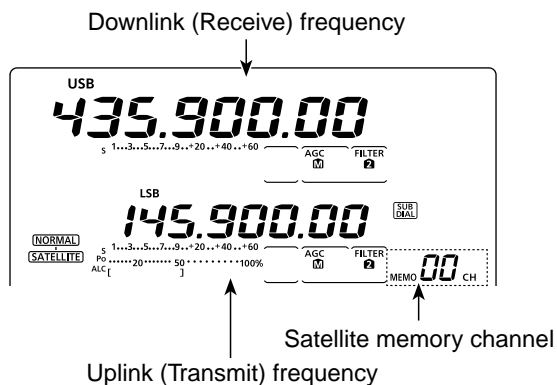 Downlink (Receive) frequency
USB
435.900.00
S 1...3...5...7...9..+20..+40..+60
AGC FILTER
M 2
LSB
145.900.00 SUB DIAL
NORMAL
SATELLITE
S 1...3...5...7...9..+20..+40..+60
Po ......20...... 50 ..........100%
ALC [ ]
AGC FILTER
M 2
MEMO 00 CH
Satellite memory channel
Uplink (Transmit) frequency